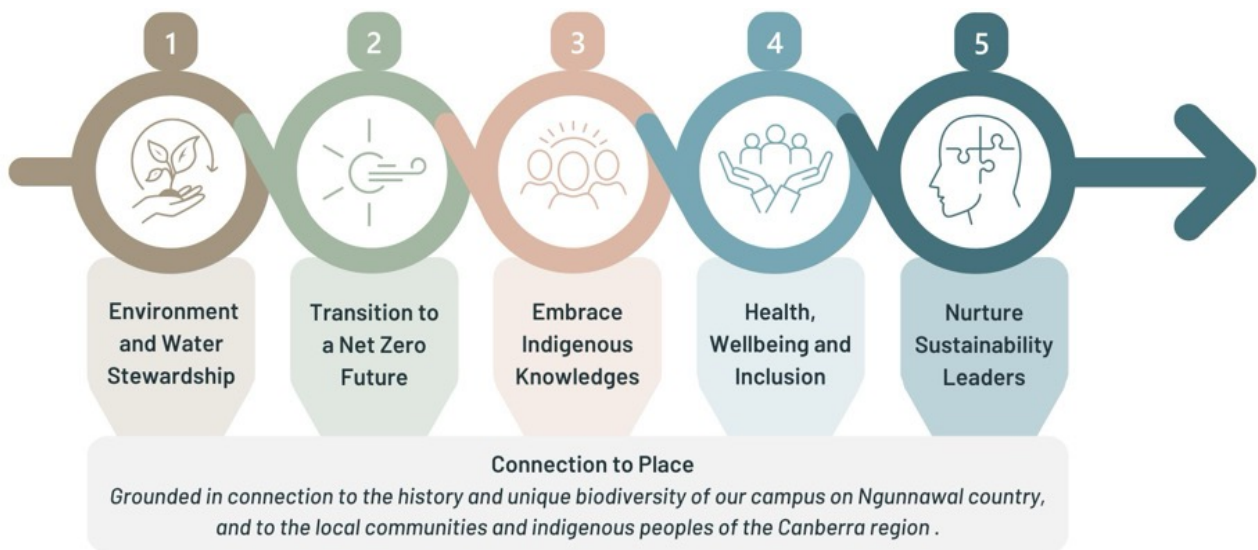 1
2
3
4
5
Environment
and Water
Stewardship
Transition to
a Net Zero
Future
Embrace
Indigenous
Knowledges
Health,
Wellbeing and
Inclusion
Nurture
Sustainability
Leaders
Connection to Place
Grounded in connection to the history and unique biodiversity of our campus on Ngunnawal country,
and to the local communities and indigenous peoples of the Canberra region .